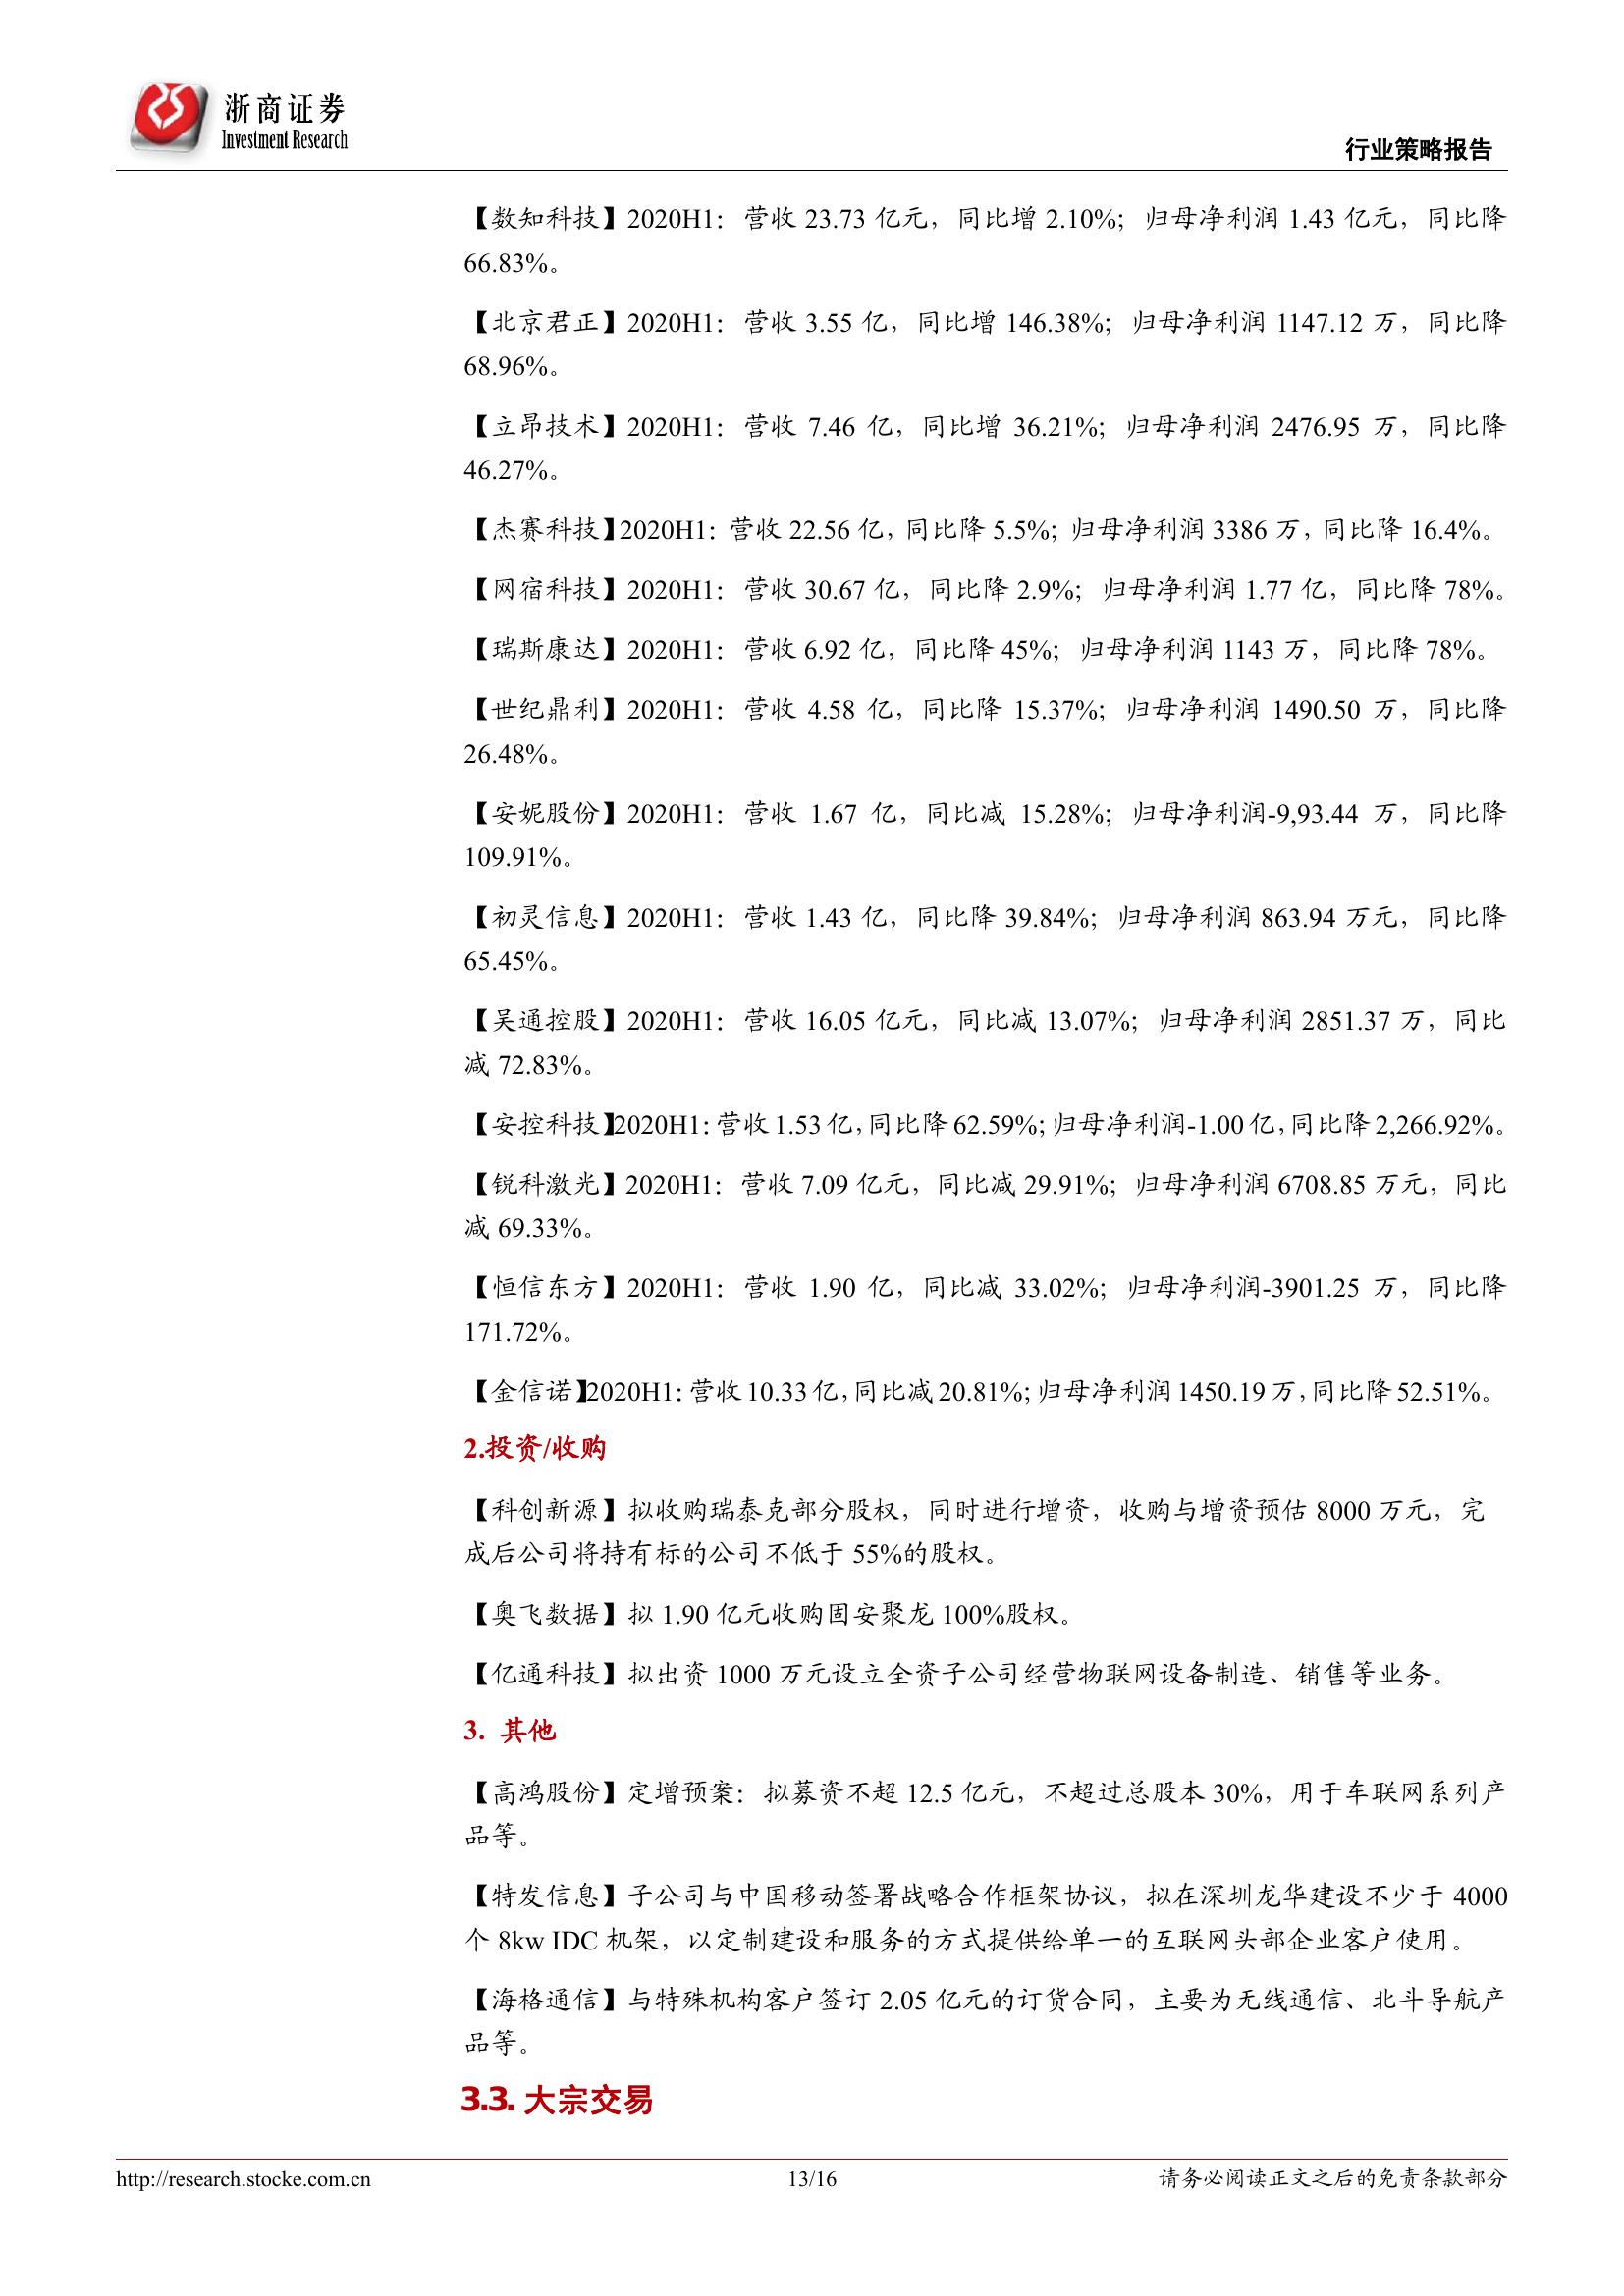 浙商证券
Investment Research
行业策略报告
【数知科技】2020H1：营收 23.73 亿元，同比增 2.10%；归母净利润 1.43 亿元，同比降
66.83%。
【北京君正】2020H1：营收 3.55 亿，同比增 146.38%；归母净利润 1147.12 万，同比降
68.96%。
【立昂技术】2020H1：营收 7.46 亿，同比增 36.21%；归母净利润 2476.95 万，同比降
46.27%。
【杰赛科技】2020H1：营收 22.56 亿，同比降 5.5%；归母净利润 3386 万，同比降 16.4%。
【网宿科技】2020H1：营收 30.67 亿，同比降 2.9%；归母净利润 1.77 亿，同比降 78%。
【瑞斯康达】2020H1：营收 6.92 亿，同比降 45%；归母净利润 1143 万，同比降 78%。
【世纪鼎利】2020H1：营收 4.58 亿，同比降 15.37%；归母净利润 1490.50 万，同比降
26.48%。
【安妮股份】2020H1：营收 1.67 亿，同比减 15.28%；归母净利润-9,93.44 万，同比降
109.91%。
【初灵信息】2020H1：营收 1.43 亿，同比降 39.84%；归母净利润 863.94 万元，同比降
65.45%。
【吴通控股】2020H1：营收 16.05 亿元，同比减 13.07%；归母净利润 2851.37 万，同比
减 72.83%。
【安控科技】2020H1：营收 1.53 亿，同比降 62.59%；归母净利润-1.00 亿，同比降 2,266.92%。
【锐科激光】2020H1：营收 7.09 亿元，同比减 29.91%；归母净利润 6708.85 万元，同比
减 69.33%。
【恒信东方】2020H1：营收 1.90 亿，同比减 33.02%；归母净利润-3901.25 万，同比降
171.72%。
【金信诺】2020H1：营收 10.33 亿，同比减 20.81%；归母净利润 1450.19 万，同比降 52.51%。
2.投资/收购
【科创新源】拟收购瑞泰克部分股权，同时进行增资，收购与增资预估 8000 万元，完
成后公司将持有标的公司不低于 55%的股权。
【奥飞数据】拟 1.90 亿元收购固安聚龙 100%股权。
【亿通科技】拟出资 1000 万元设立全资子公司经营物联网设备制造、销售等业务。
3. 其他
【高鸿股份】定增预案：拟募资不超 12.5 亿元，不超过总股本 30%，用于车联网系列产
品等。
【特发信息】子公司与中国移动签署战略合作框架协议，拟在深圳龙华建设不少于 4000
个 8kw IDC 机架，以定制建设和服务的方式提供给单一的互联网头部企业客户使用。
【海格通信】与特殊机构客户签订 2.05 亿元的订货合同，主要为无线通信、北斗导航产
品等。
3.3. 大宗交易
http://research.stocke.com.cn
13/16
请务必阅读正文之后的免责条款部分